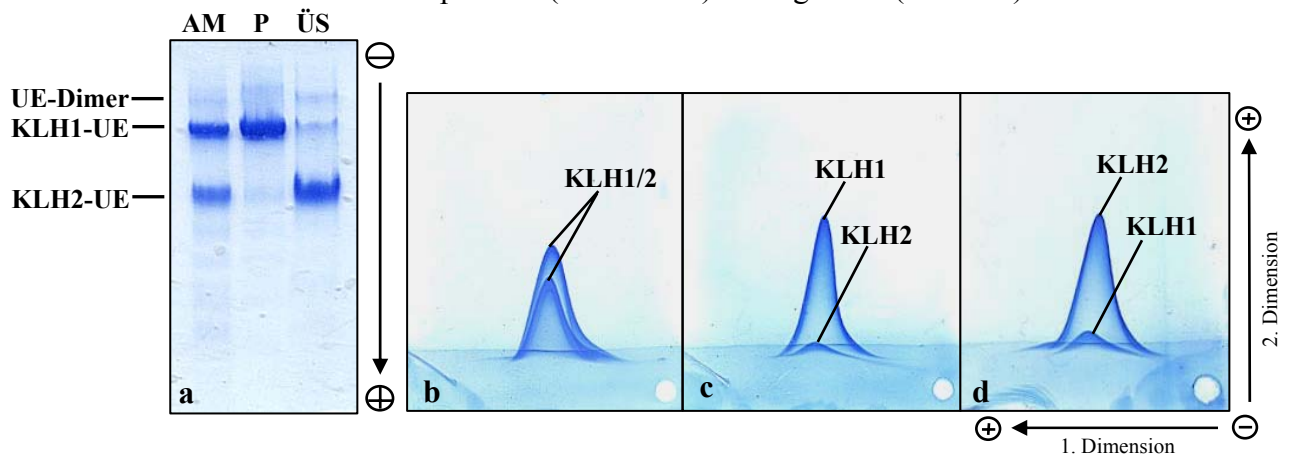 AM P ÜS
UE-Dimer
KLH1-UE
KLH2-UE
a
⊖
⊕
KLH1/2
b
KLH1
KLH2
c
KLH2
KLH1
d
⊕
2. Dimension
⊕ ⊖
1. Dimension